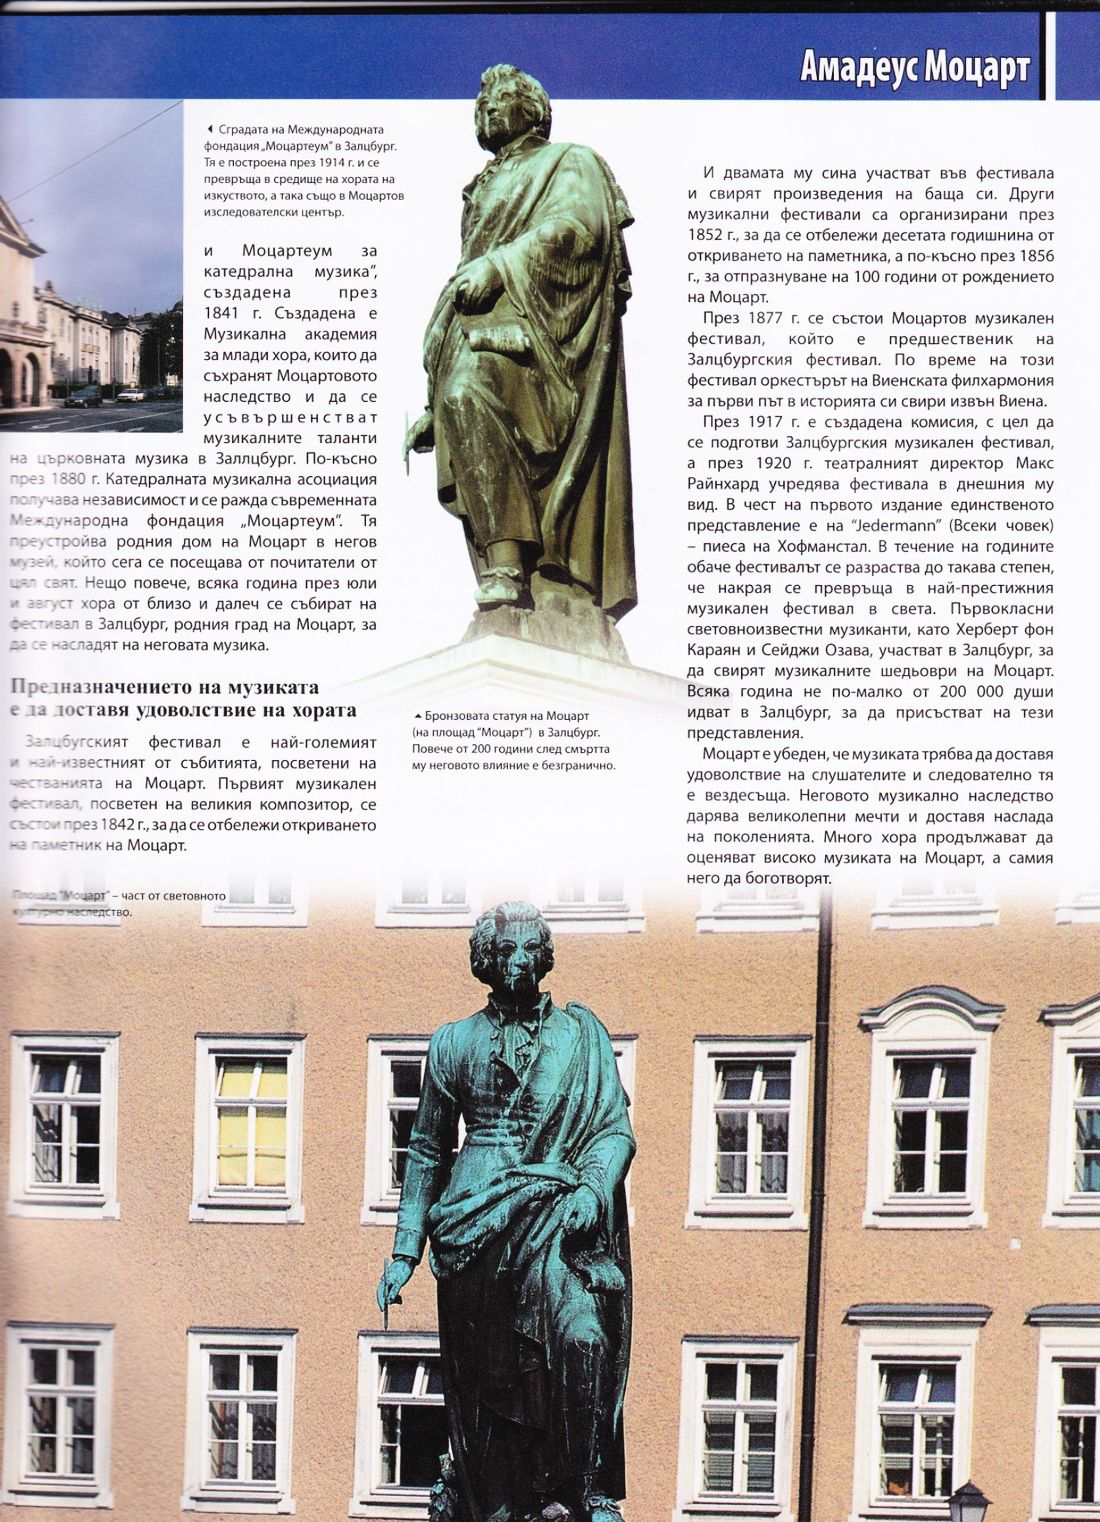 Амадеус Моцарт
Сградата на Международната
фондация „Моцартеум” в Залцбург.
Тя е построена през 1914 г. и се
превръща в средище на хората на
изкуството, а така също в Моцартов
изследователски център.
и Моцартеум за
катедрална музика”,
създадена през
1841 г. Създадена е
Музикална академия
за млади хора, които да
съхранят Моцартовото
наследство и да се
усъвършенстват
музикалните таланти
на църковната музика в Заллцбург. По-късно
през 1880 г. Катедралната музикална асоциация
получава независимост и се ражда съвременната
Международна фондация „Моцартеум”. Тя
преустройва родния дом на Моцарт в негов
музей, който сега се посещава от почитатели от
цял свят. Нещо повече, всяка година през юли
и август хора от близо и далеч се събират на
фестивал в Залцбург, родния град на Моцарт, за
да се насладят на неговата музика.
Предназначението на музиката
е да доставя удоволствие на хората
Залцбургският фестивал е най-големият
и най-известният от събитията, посветени на
честванията на Моцарт. Първият музикален
фестивал, посветен на великия композитор, се
състои през 1842 г., за да се отбележи откриването
на паметник на Моцарт.
Площад “Моцарт” – част от световното
културно наследство.
Бронзовата статуя на Моцарт
(на площад “Моцарт”) в Залцбург.
Повече от 200 години след смъртта
му неговото влияние е безгранично.
И двамата му сина участват във фестивала
и свирят произведения на баща си. Други
музикални фестивали са организирани през
1852 г., за да се отбележи десетата годишнина от
откриването на паметника, а по-късно през 1856
г., за отпразнуване на 100 години от рождението
на Моцарт.
През 1877 г. се състои Моцартов музикален
фестивал, който е предшественик на
Залцбургския фестивал. По време на този
фестивал оркестърът на Виенската филхармония
за първи път в историята си свири извън Виена.
През 1917 г. е създадена комисия, с цел да
се подготви Залцбургския музикален фестивал,
а през 1920 г. театралният директор Макс
Райнхард учредява фестивала в днешния му
вид. В чест на първото издание единственото
представление е на “Jedermann” (Всеки човек)
– пиеса на Хофманстал. В течение на годините
обаче фестивалът се разраства до такава степен,
че накрая се превръща в най-престижния
музикален фестивал в света. Първокласни
световноизвестни музиканти, като Херберт фон
Караян и Сейджи Озава, участват в Залцбург, за
да свирят музикалните шедьоври на Моцарт.
Всяка година не по-малко от 200 000 души
идват в Залцбург, за да присъстват на тези
представления.
Моцарт е убеден, че музиката трябва да доставя
удоволствие на слушателите и следователно тя
е вездесъща. Неговото музикално наследство
дарява великолепни мечти и доставя наслада
на поколенията. Много хора продължават да
оценяват високо музиката на Моцарт, а самия
него да боготворят.